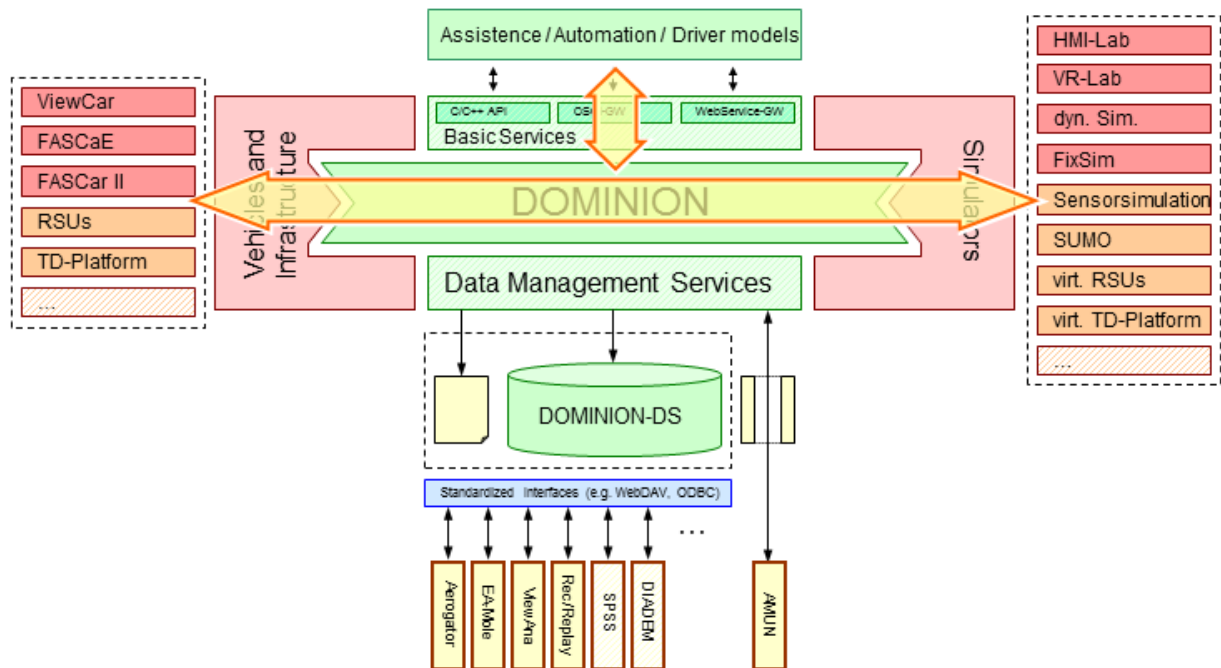 Assistence / Automation / Driver models
C/C++ API
OSGi-GW
WebService-GW
Basic Services
ViewCar
FASCaE
FASCar II
RSUs
TD-Platform
...
Vehicles and
Infrastructure
DOMINION
Simulators
HMI-Lab
VR-Lab
dyn. Sim.
FixSim
Sensorsimulation
SUMO
virt. RSUs
virt. TD-Platform
...
Data Management Services
DOMINION-DS
Standardized Interfaces (e.g. WebDAV, ODBC)
...
Aerogator
EA-Mole
ViewAna
Rec/Replay
SPSS
DIADEM
AMUN